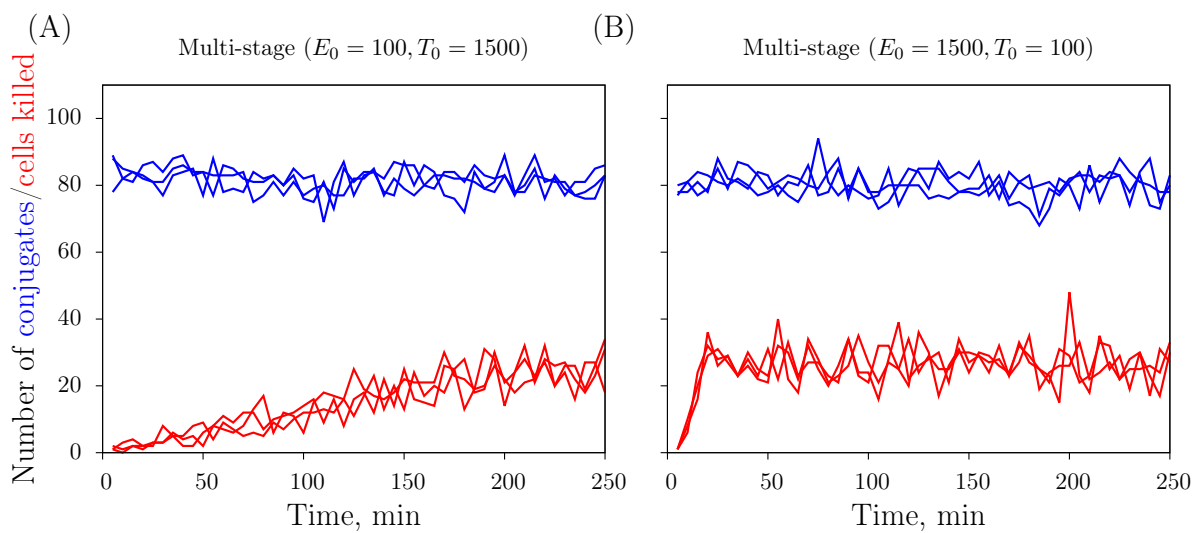 (A)
Multi-stage (E₀ = 100, T₀ = 1500)
(B)
Multi-stage (E₀ = 1500, T₀ = 100)
Number of conjugates/cells killed
100
80
60
40
20
0
0 50 100 150 200 250
0 50 100 150 200 250
Time, min
Time, min